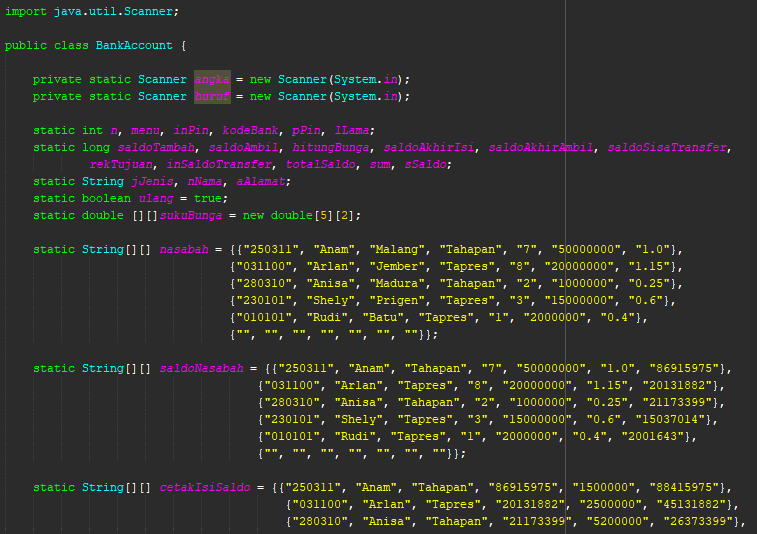 import java.util.Scanner;
public class BankAccount {
private static Scanner angka = new Scanner(System.in);
private static Scanner huruf = new Scanner(System.in);
static int n, menu, inPin, kodeBank, pPin, lLama;
static long saldoTambah, saldoAmbil, hitungBunga, saldoAkhirIsi, saldoAkhirAmbil, saldoSisaTransfer,
rekTujuan, inSaldoTransfer, totalSaldo, sum, sSaldo;
static String jJenis, nNama, aAlamat;
static boolean ulang = true;
static double [][]sukuBunga = new double[5][2];
static String[][] nasabah = {{"250311", "Anam", "Malang", "Tahapan", "7", "50000000", "1.0"},
{"031100", "Arlan", "Jember", "Tapres", "8", "20000000", "1.15"},
{"280310", "Anisa", "Madura", "Tahapan", "2", "1000000", "0.25"},
{"230101", "Shely", "Prigen", "Tapres", "3", "15000000", "0.6"},
{"010101", "Rudi", "Batu", "Tapres", "1", "2000000", "0.4"},
{"", "", "", "", "", "", ""}};
static String[][] saldoNasabah = {{"250311", "Anam", "Tahapan", "7", "50000000", "1.0", "86915975"},
{"031100", "Arlan", "Tapres", "8", "20000000", "1.15", "20131882"},
{"280310", "Anisa", "Tahapan", "2", "1000000", "0.25", "21173399"},
{"230101", "Shely", "Tapres", "3", "15000000", "0.6", "15037014"},
{"010101", "Rudi", "Tapres", "1", "2000000", "0.4", "2001643"},
{"", "", "", "", "", "", ""}};
static String[][] cetakIsiSaldo = {{"250311", "Anam", "Tahapan", "86915975", "1500000", "88415975"},
{"031100", "Arlan", "Tapres", "20131882", "2500000", "45131882"},
{"280310", "Anisa", "Tahapan", "21173399", "5200000", "26373399"},